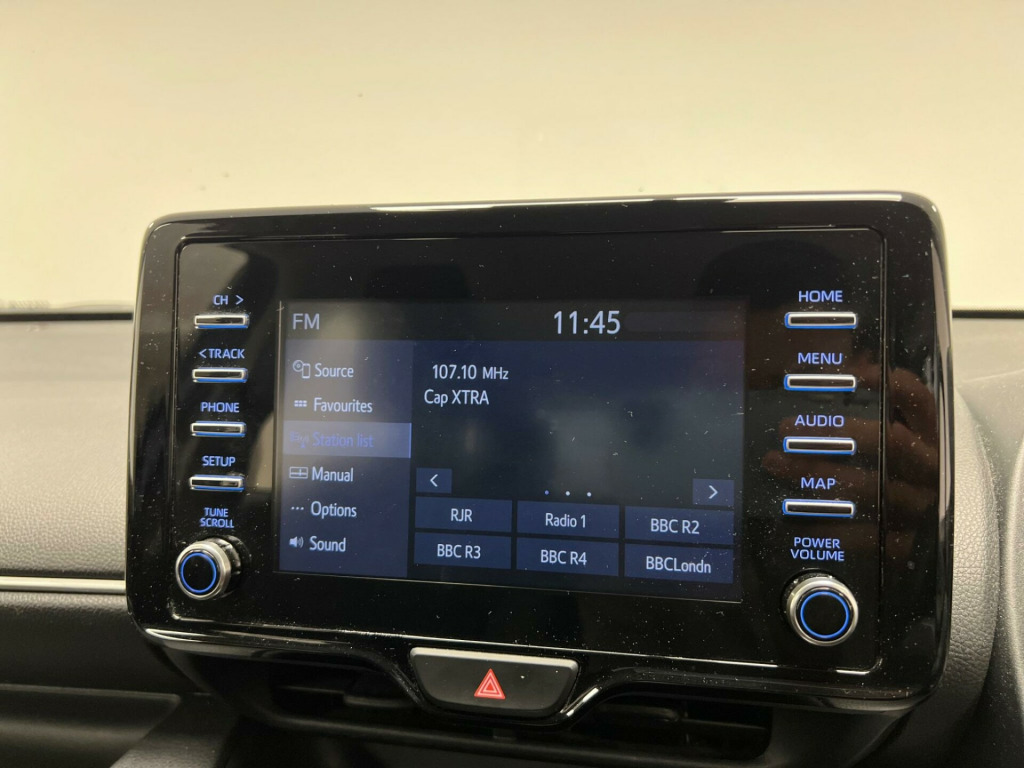 CH >
< TRACK
PHONE
SETUP
TUNE
SCROLL
FM
11:45
Source
Favourites
Station list
Manual
Options
Sound
107.10 MHz
Cap XTRA
<
>
RJR
Radio 1
BBC R2
BBC R3
BBC R4
BBCLondn
HOME
MENU
AUDIO
MAP
POWER
VOLUME